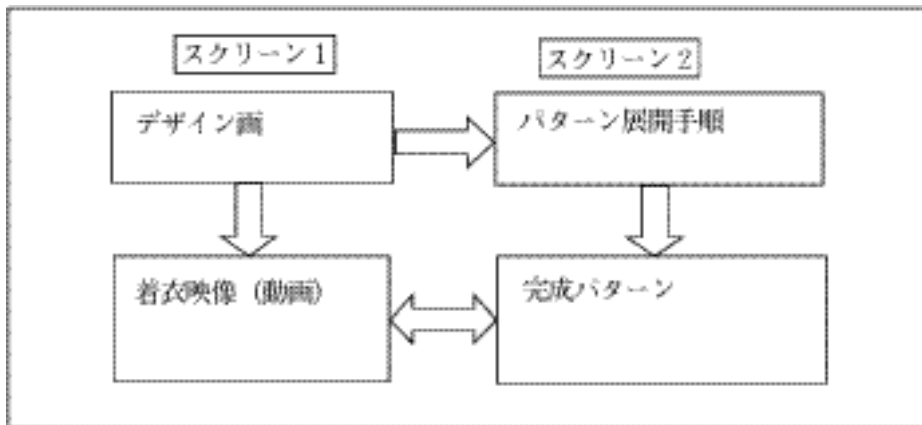 スクリーン1
スクリーン2
デザイン画
パターン展開手順
着衣映像（動画）
完成パターン